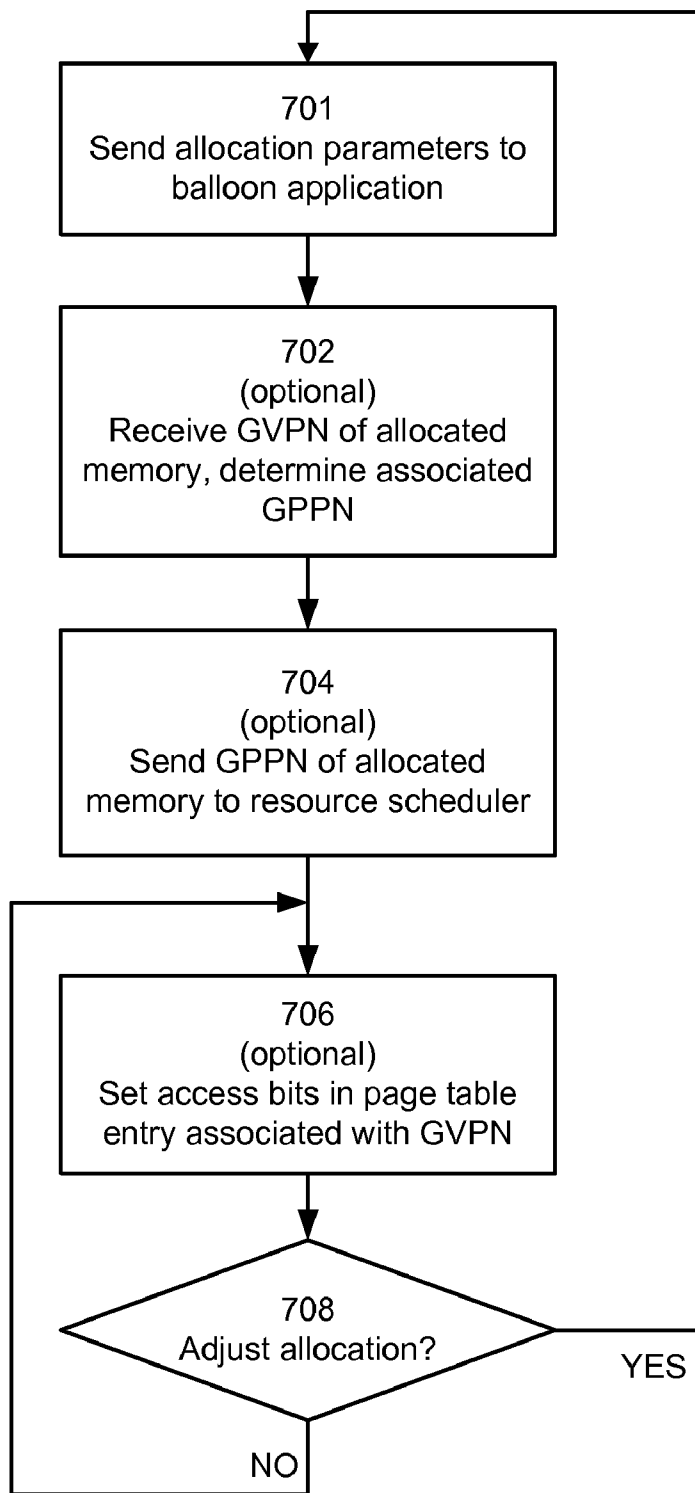 701
Send allocation parameters to
balloon application
702
(optional)
Receive GVPN of allocated
memory, determine associated
GPPN
704
(optional)
Send GPPN of allocated
memory to resource scheduler
706
(optional)
Set access bits in page table
entry associated with GVPN
708
Adjust allocation?
YES
NO